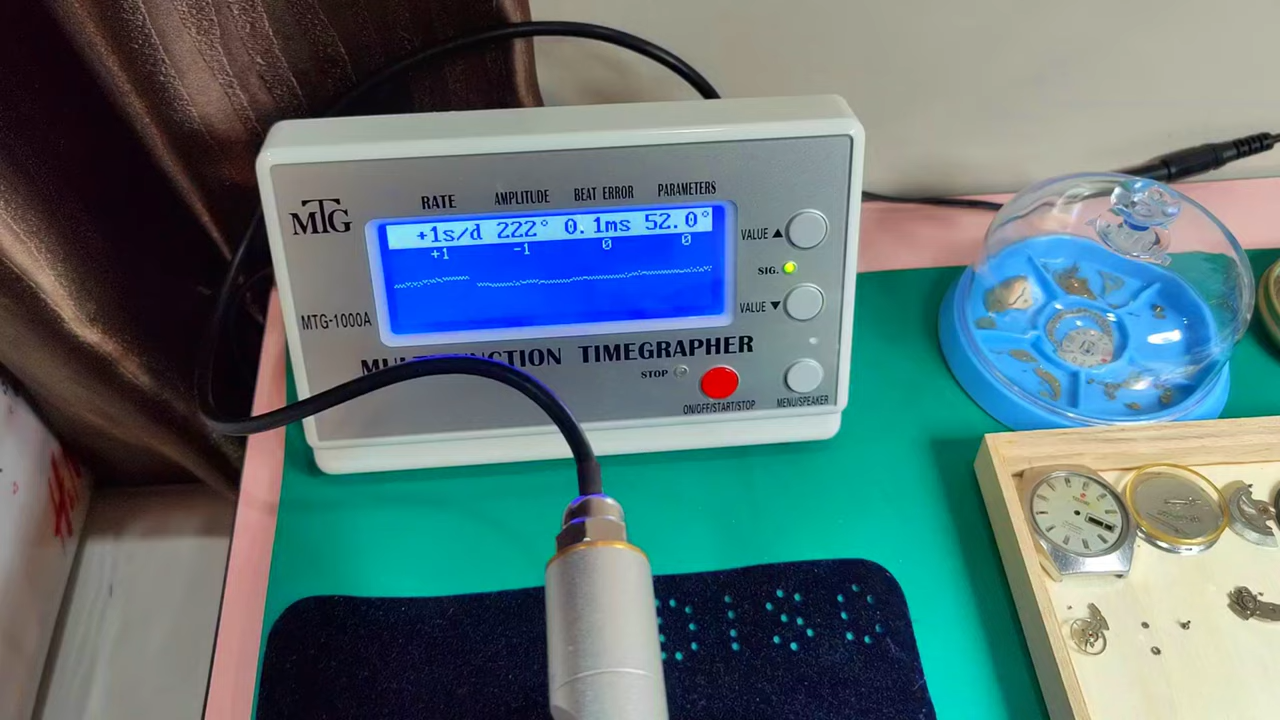 RATE AMPLITUDE BEAT ERROR PARAMETERS
MTG
+1s/d 222° 0.1ms 52.0°
+1 -1 0 0
VALUE ▲
SIG.
VALUE ▼
MTG-1000A
TIMEGRAPHER
STOP
ON/OFF/START/STOP
MENU/SPEAKER